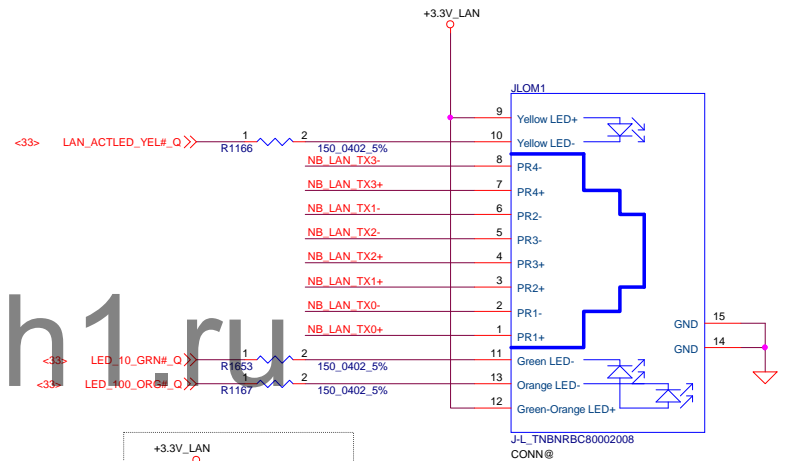 +3.3V_LAN
JLOM1
9 Yellow LED+
<33> LAN_ACTLED_YEL#_Q 1 2 10 Yellow LED-
R1166 150_0402_5%
NB_LAN_TX3- 8 PR4-
NB_LAN_TX3+ 7 PR4+
NB_LAN_TX1- 6 PR2-
NB_LAN_TX2- 5 PR3-
NB_LAN_TX2+ 4 PR3+
NB_LAN_TX1+ 3 PR2+
NB_LAN_TX0- 2 PR1-
GND 15
NB_LAN_TX0+ 1 PR1+
GND 14
h1.ru
<33> LED_10_GRN#_Q 1 2 11 Green LED-
R1653 150_0402_5%
<33> LED_100_ORG#_Q 1 2 13 Orange LED-
R1167 150_0402_5%
12 Green-Orange LED+
J-L_TNBNRBC80002008
CONN@
+3.3V_LAN